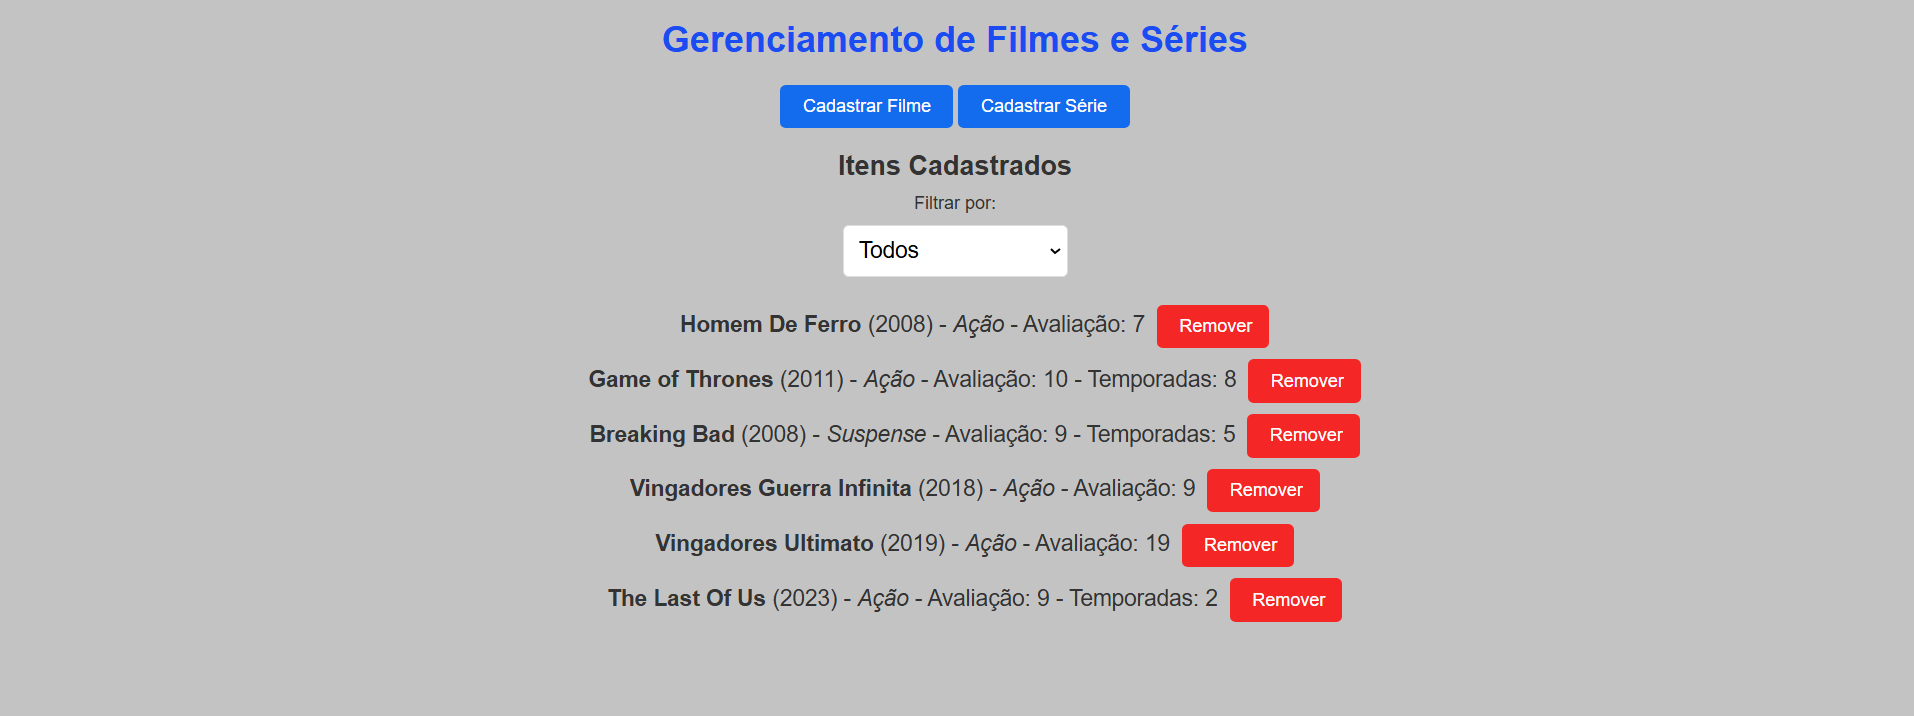 Gerenciamento de Filmes e Séries
Cadastrar Filme Cadastrar Série
Itens Cadastrados
Filtrar por:
Todos
Homem De Ferro (2008) - Ação - Avaliação: 7 Remover
Game of Thrones (2011) - Ação - Avaliação: 10 - Temporadas: 8 Remover
Breaking Bad (2008) - Suspense - Avaliação: 9 - Temporadas: 5 Remover
Vingadores Guerra Infinita (2018) - Ação - Avaliação: 9 Remover
Vingadores Ultimato (2019) - Ação - Avaliação: 19 Remover
The Last Of Us (2023) - Ação - Avaliação: 9 - Temporadas: 2 Remover